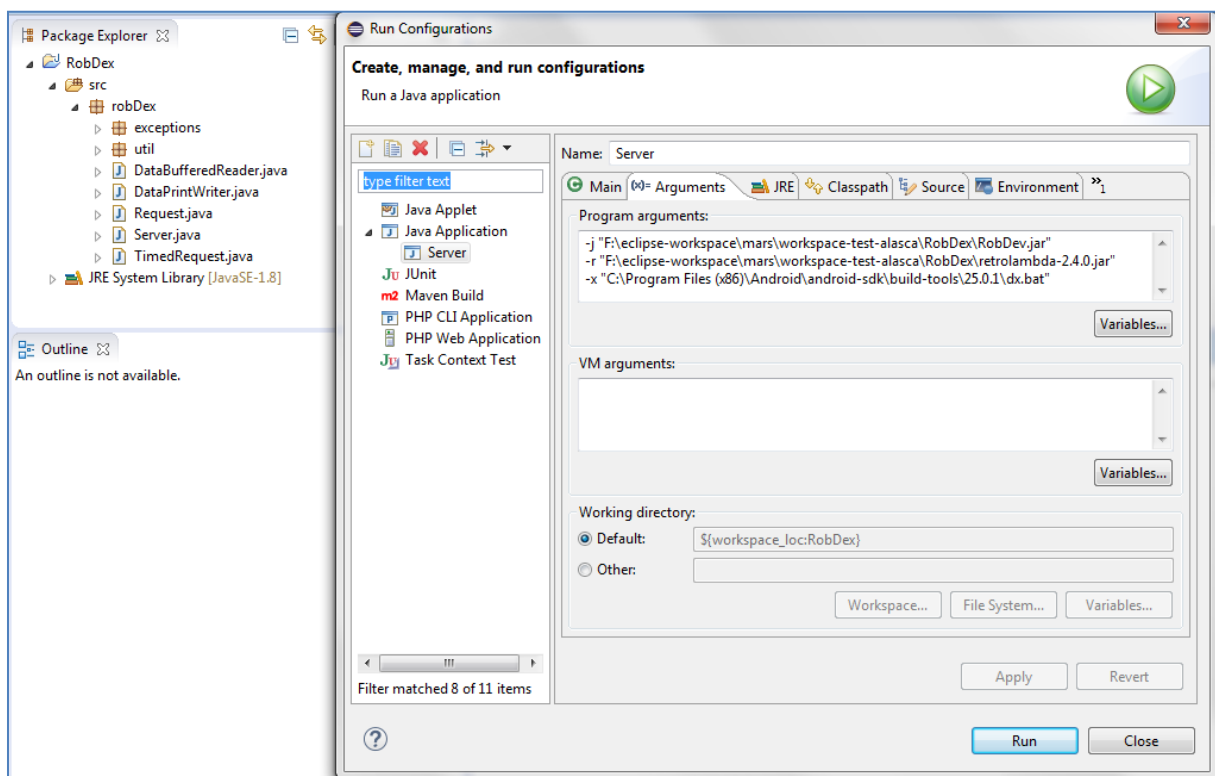 Package Explorer
RobDex
src
robDex
exceptions
util
DataBufferedReader.java
DataPrintWriter.java
Request.java
Server.java
TimedRequest.java
JRE System Library [JavaSE-1.8]
Outline
An outline is not available.
Run Configurations
Create, manage, and run configurations
Run a Java application
type filter text
Java Applet
Java Application
Server
JUnit
Maven Build
PHP CLI Application
PHP Web Application
Task Context Test
Filter matched 8 of 11 items
Name: Server
Main (x)= Arguments JRE Classpath Source Environment »1
Program arguments:
-j "F:\eclipse-workspace\mars\workspace-test-alasca\RobDex\RobDev.jar"
-r "F:\eclipse-workspace\mars\workspace-test-alasca\RobDex\retrolambda-2.4.0.jar"
-x "C:\Program Files (x86)\Android\android-sdk\build-tools\25.0.1\dx.bat"
Variables...
VM arguments:
Variables...
Working directory:
Default: ${workspace_loc:RobDex}
Other:
Workspace... File System... Variables...
Apply Revert
Run Close